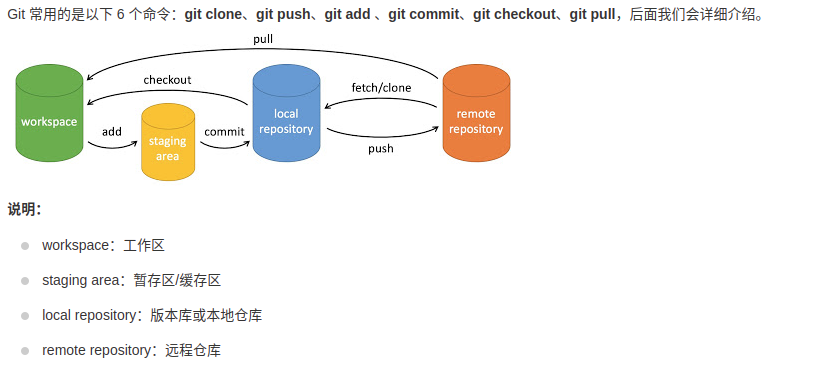 Git 常用的是以下 6 个命令：git clone、git push、git add 、git commit、git checkout、git pull，后面我们会详细介绍。
pull
checkout
fetch/clone
workspace
local
repository
remote
repository
add
staging
area
commit
push
说明：
workspace：工作区
staging area：暂存区/缓存区
local repository：版本库或本地仓库
remote repository：远程仓库